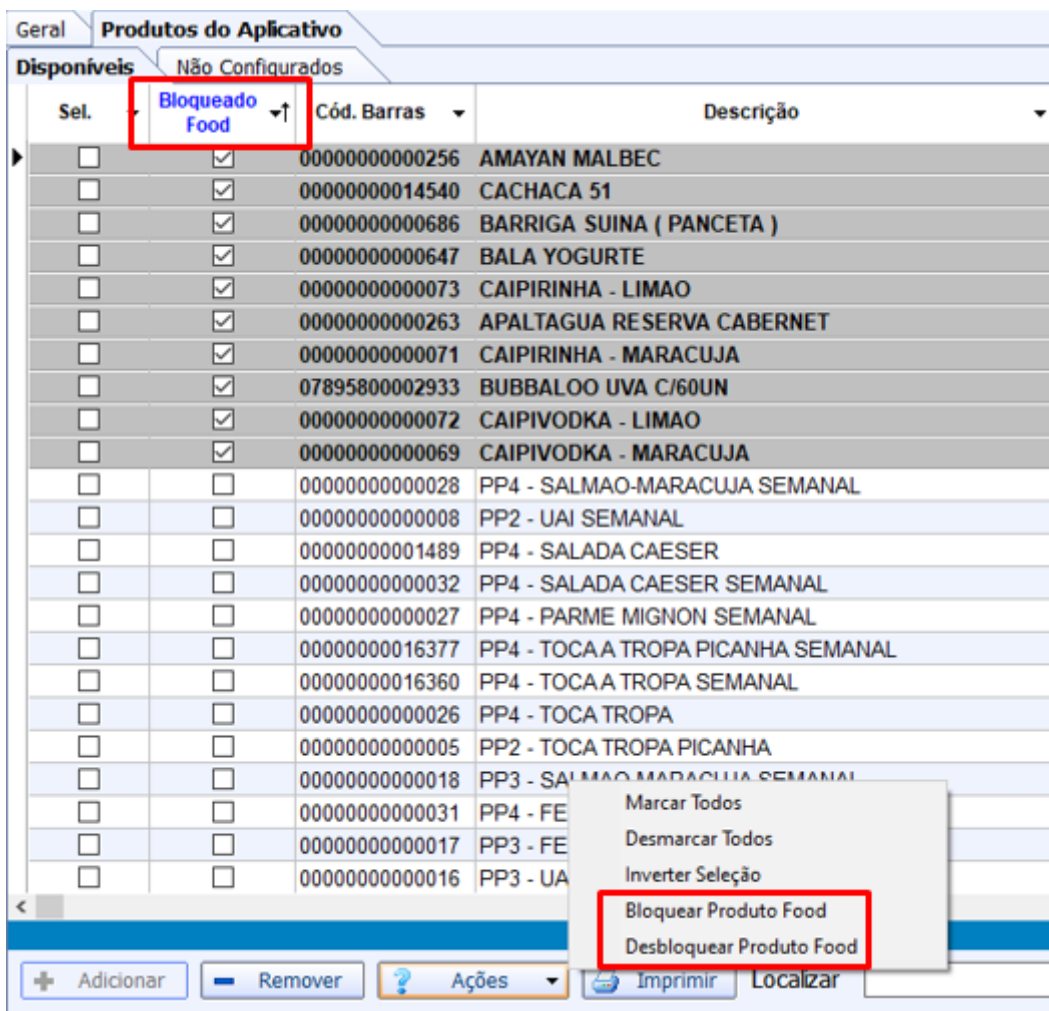 Geral Produtos do Aplicativo
Disponíveis Não Configurados
Sel. Bloqueado Food Cód. Barras Descrição
00000000000256 AMAYAN MALBEC
00000000014540 CACHACA 51
00000000000686 BARRIGA SUINA ( PANCETA )
00000000000647 BALA YOGURTE
00000000000073 CAIPIRINHA - LIMAO
00000000000263 APALTAGUA RESERVA CABERNET
00000000000071 CAIPIRINHA - MARACUJA
07895800002933 BUBBALOO UVA C/60UN
00000000000072 CAIPIVODKA - LIMAO
00000000000069 CAIPIVODKA - MARACUJA
00000000000028 PP4 - SALMAO-MARACUJA SEMANAL
00000000000008 PP2 - UAI SEMANAL
00000000001489 PP4 - SALADA CAESER
00000000000032 PP4 - SALADA CAESER SEMANAL
00000000000027 PP4 - PARME MIGNON SEMANAL
00000000016377 PP4 - TOCA A TROPA PICANHA SEMANAL
00000000016360 PP4 - TOCA A TROPA SEMANAL
00000000000026 PP4 - TOCA TROPA
00000000000005 PP2 - TOCA TROPA PICANHA
00000000000018 PP3 - SALMAO MARACUJA SEMANAL
00000000000031 PP4 - FE
00000000000017 PP3 - FE
00000000000016 PP3 - UA
Marcar Todos
Desmarcar Todos
Inverter Seleção
Bloquear Produto Food
Desbloquear Produto Food
Adicionar Remover Ações Imprimir Localizar